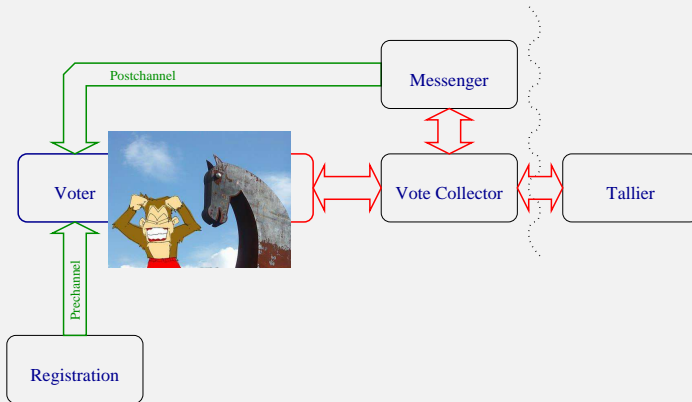 Postchannel
Messenger
Voter
Vote Collector
Tallier
Prechannel
Registration